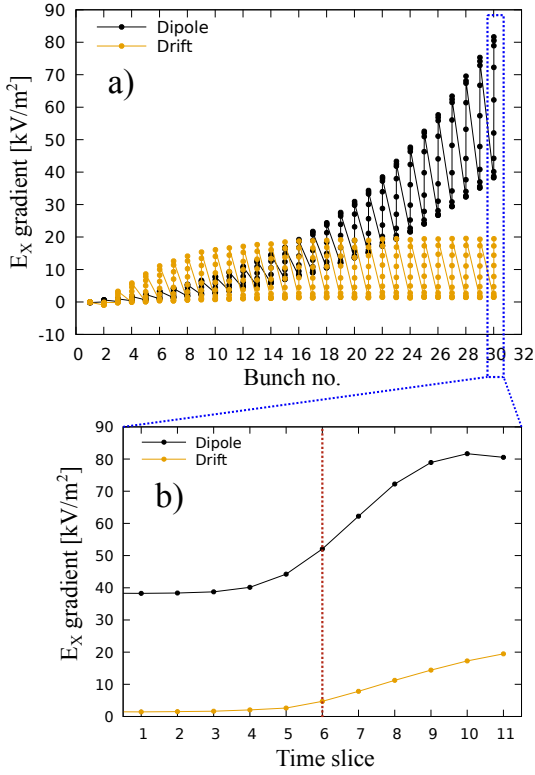 90
80
70
60
50
40
30
20
10
0
-10
E_X gradient [kV/m²]
Dipole
Drift
a)
0 2 4 6 8 10 12 14 16 18 20 22 24 26 28 30 32
Bunch no.
90
80
70
60
50
40
30
20
10
0
E_X gradient [kV/m²]
Dipole
Drift
b)
1 2 3 4 5 6 7 8 9 10 11
Time slice